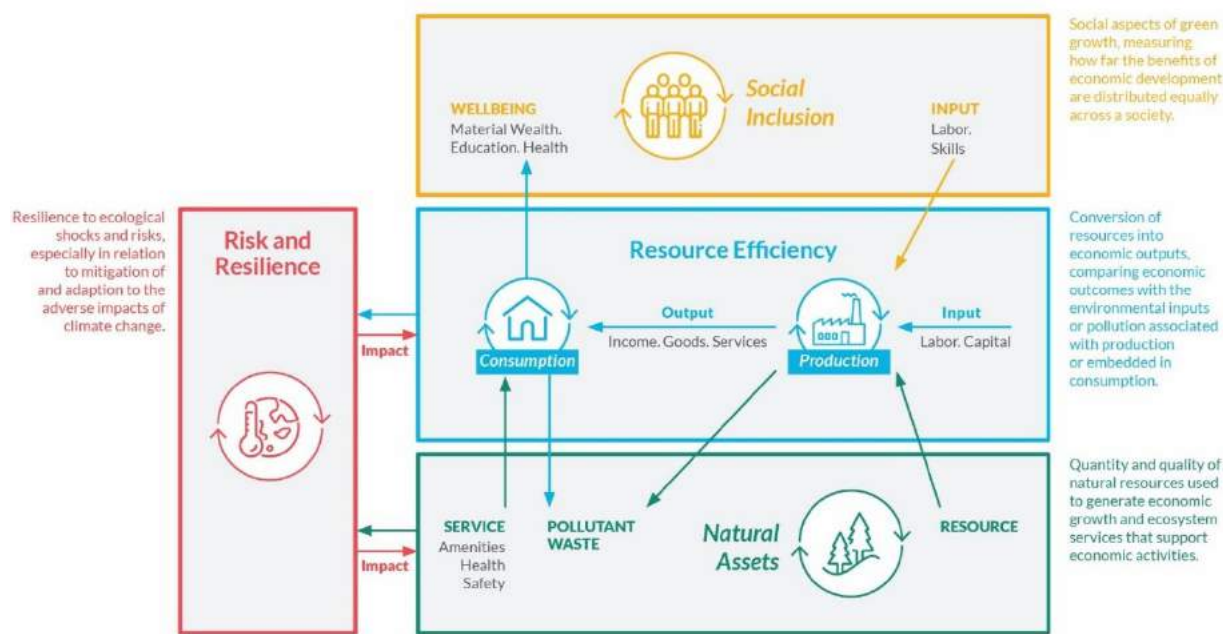 Social aspects of green
growth, measuring
how far the benefits of
economic development
are distributed equally
across a society.
Social
Inclusion
WELLBEING
Material Wealth.
Education. Health
INPUT
Labor.
Skills
Resilience to ecological
shocks and risks,
especially in relation
to mitigation of
and adaption to the
adverse impacts of
climate change.
Risk and
Resilience
Resource Efficiency
Conversion of
resources into
economic outputs,
comparing economic
outcomes with the
environmental inputs
or pollution associated
with production
or embedded in
consumption.
Output
Income. Goods. Services
Input
Labor. Capital
Impact
Consumption
Production
Quantity and quality of
natural resources used
to generate economic
growth and ecosystem
services that support
economic activities.
SERVICE
Amenities
Health
Safety
POLLUTANT
WASTE
Natural
Assets
RESOURCE
Impact